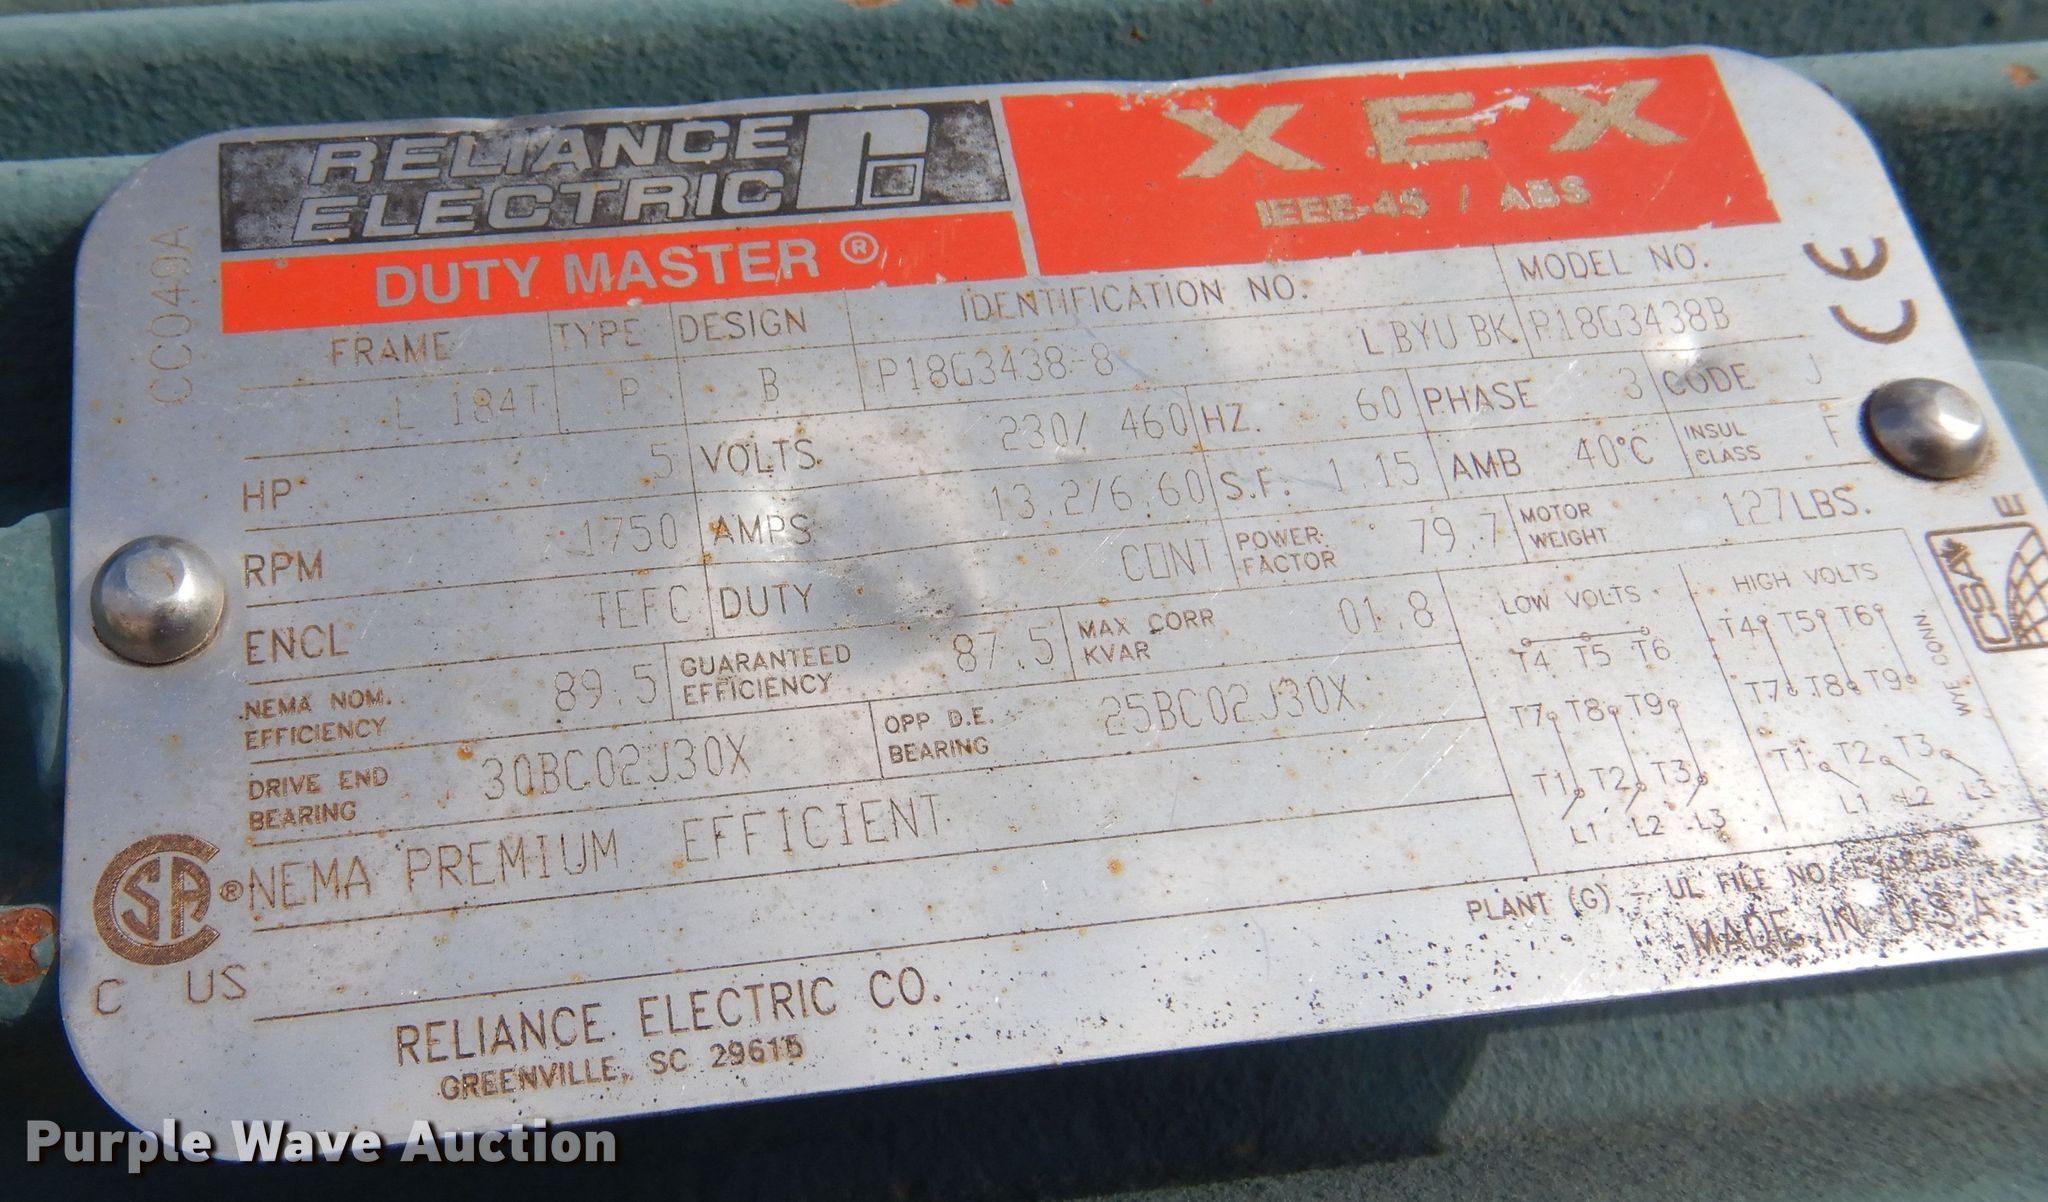 RELIANCE
ELECTRIC
DUTY MASTER ®
XEX
IEEE-45 / ABS
CC049A
FRAME TYPE DESIGN IDENTIFICATION NO. MODEL NO.
L 184T P B P18G3438-8 L BYU BK P18G3438B
HP 5 VOLTS 230/ 460 HZ. 60 PHASE 3 CODE J
RPM 1750 AMPS 13.2/6.60 S.F. 1.15 AMB 40°C INSUL CLASS F
ENCL TEFC DUTY CONT POWER FACTOR 79.7 MOTOR WEIGHT 127LBS.
NEMA NOM. EFFICIENCY 89.5 GUARANTEED EFFICIENCY 87.5 MAX CORR KVAR 01.8
DRIVE END BEARING 30BC02J30X OPP D.E. BEARING 25BC02J30X
NEMA PREMIUM EFFICIENT
LOW VOLTS
T4 T5 T6
T7 T8 T9
T1 T2 T3
L1 L2 L3
HIGH VOLTS
T4 T5 T6
T7 T8 T9
T1 T2 T3
L1 L2 L3
WYE CONN
CE
CSA
E
SA ®
C US
PLANT (G) - UL FILE NO.
MADE IN U.S.A.
RELIANCE ELECTRIC CO.
GREENVILLE, SC 29615
Purple Wave Auction